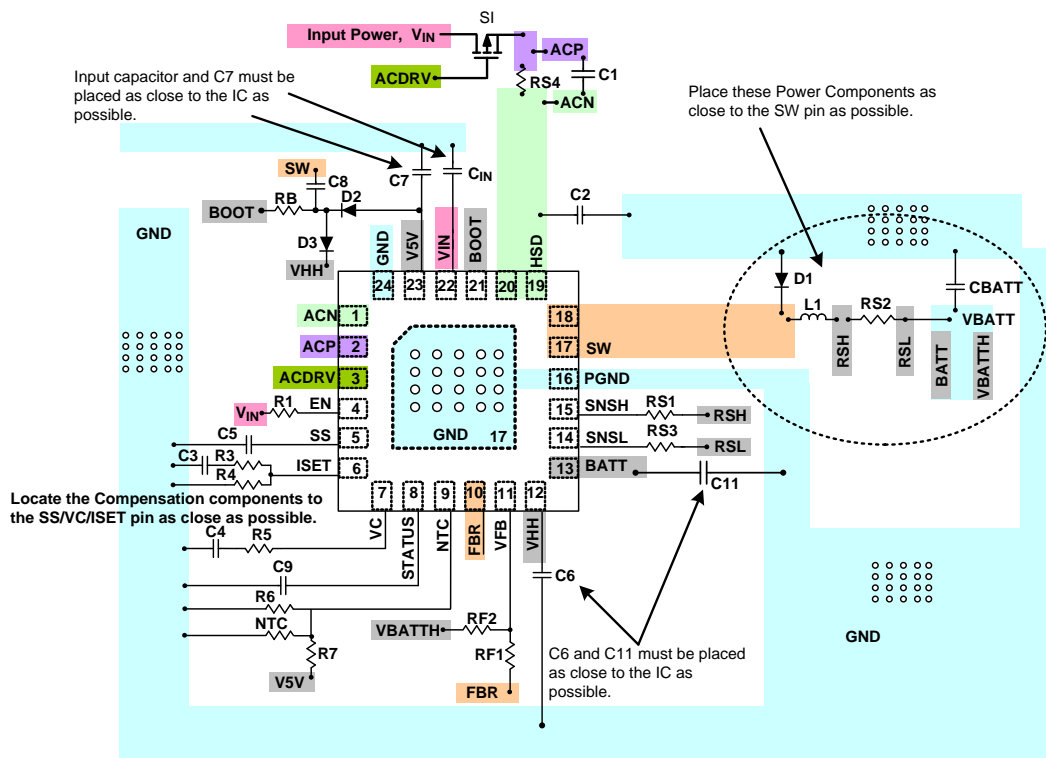 SI
Input Power, VIN
ACP
ACDRV
C1
RS4
ACN
Input capacitor and C7 must be
placed as close to the IC as
possible.
Place these Power Components as
close to the SW pin as possible.
SW
C8
C7
CIN
D2
C2
BOOT
RB
GND
D3
VHH
GND
V5V
VIN
BOOT
HSD
24
23
22
21
20
19
D1
CBATT
L1
RS2
VBATT
RSH
RSL
BATT
VBATTH
ACN
1
18
ACP
2
17
SW
ACDRV
3
16
PGND
R1
VIN
EN
4
15
SNSH
RS1
RSH
C5
SS
5
GND
17
14
SNSL
RS3
RSL
C3
R3
R4
ISET
6
13
BATT
C11
Locate the Compensation components to
the SS/VC/ISET pin as close as possible.
7
8
9
10
11
12
VC
STATUS
NTC
FBR
VFB
VHH
C4
R5
C9
C6
R6
NTC
R7
V5V
VBATTH
RF2
RF1
FBR
C6 and C11 must be placed
as close to the IC as
possible.
GND